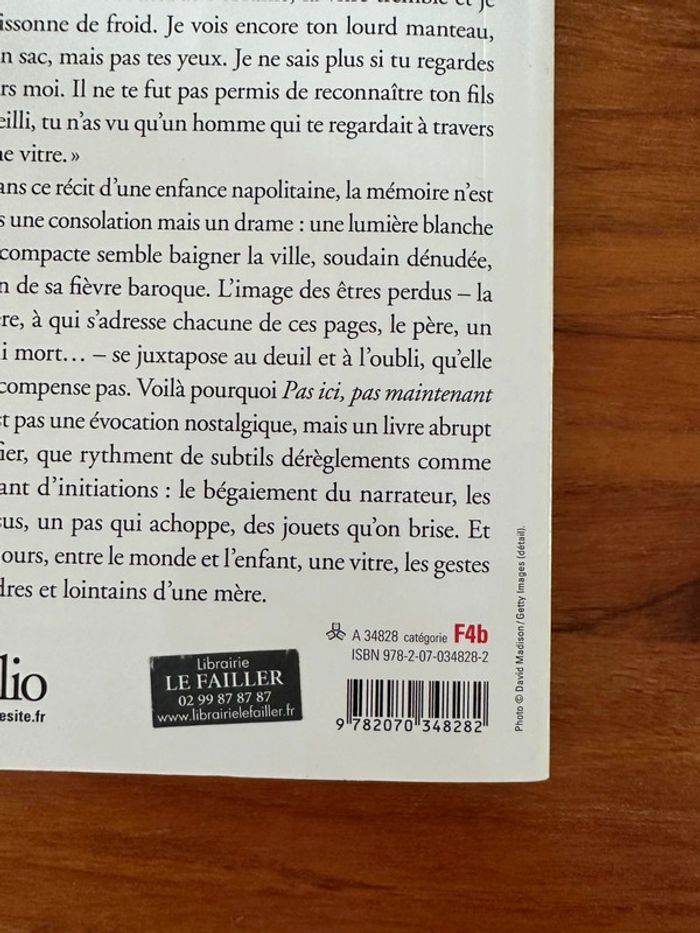 issonne de froid. Je vois encore ton lourd manteau,
n sac, mais pas tes yeux. Je ne sais plus si tu regardes
rs moi. Il ne te fut pas permis de reconnaître ton fils
eilli, tu n'as vu qu'un homme qui te regardait à travers
e vitre. »
ans ce récit d'une enfance napolitaine, la mémoire n'est
s une consolation mais un drame : une lumière blanche
compacte semble baigner la ville, soudain dénudée,
n de sa fièvre baroque. L'image des êtres perdus – la
re, à qui s'adresse chacune de ces pages, le père, un
i mort… – se juxtapose au deuil et à l'oubli, qu'elle
compense pas. Voilà pourquoi Pas ici, pas maintenant
t pas une évocation nostalgique, mais un livre abrupt
ier, que rythment de subtils dérèglements comme
ant d'initiations : le bégaiement du narrateur, les
sus, un pas qui achoppe, des jouets qu'on brise. Et
ours, entre le monde et l'enfant, une vitre, les gestes
dres et lointains d'une mère.
A 34828 catégorie F4b
ISBN 978-2-07-034828-2
9 782070 348282
lio
esite.fr
Librairie
LE FAILLER
02 99 87 87 87
www.librairielefailler.fr
Photo © David Madison / Getty Images (détail).